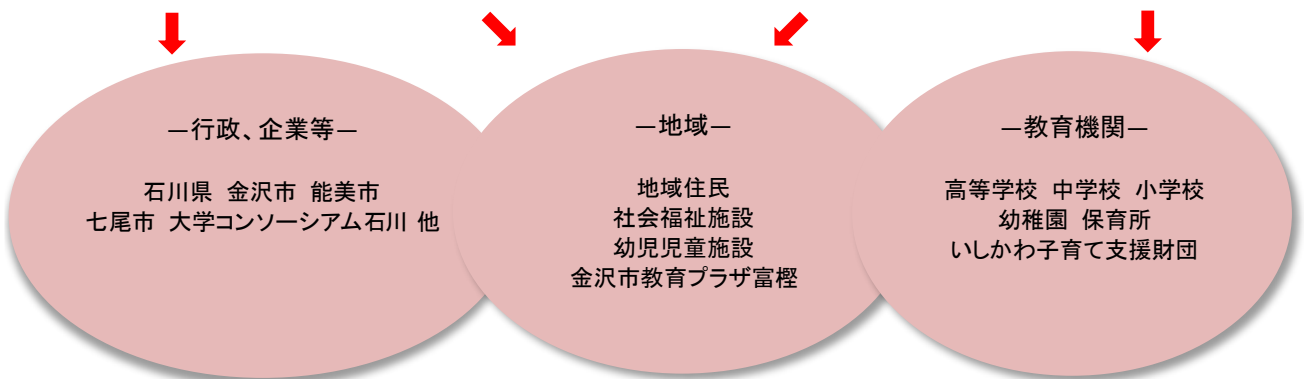 ―行政、企業等―
石川県 金沢市 能美市
七尾市 大学コンソーシアム石川 他
―地域―
地域住民
社会福祉施設
幼児児童施設
金沢市教育プラザ富樫
―教育機関―
高等学校 中学校 小学校
幼稚園 保育所
いしかわ子育て支援財団